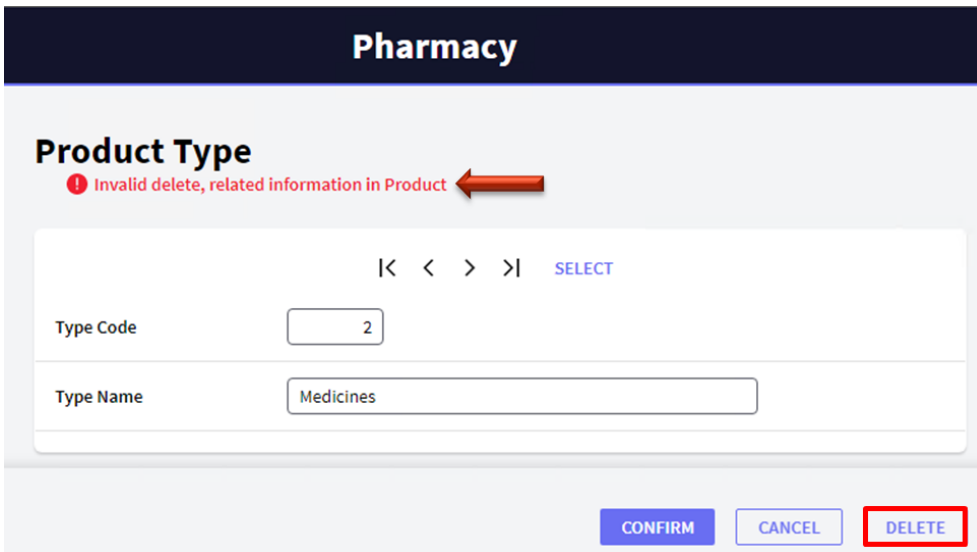 Pharmacy
Product Type
Invalid delete, related information in Product
SELECT
Type Code 2
Type Name Medicines
CONFIRM CANCEL DELETE